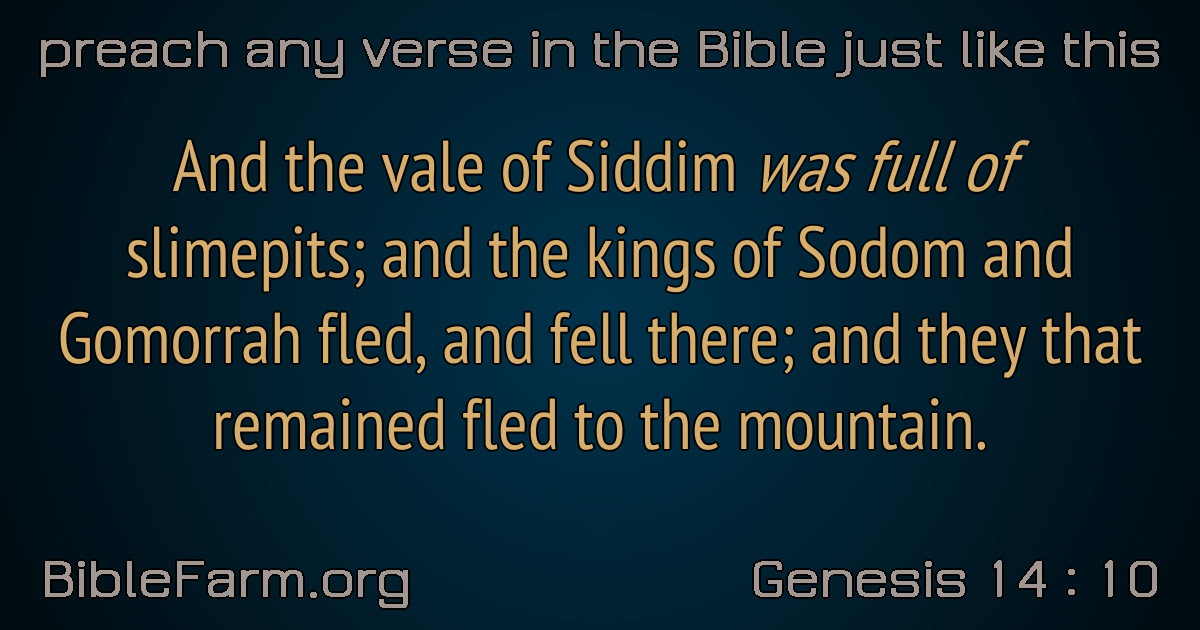 preach any verse in the Bible just like this
And the vale of Siddim was full of
slimepits; and the kings of Sodom and
Gomorrah fled, and fell there; and they that
remained fled to the mountain.
BibleFarm.org
Genesis 14 : 10